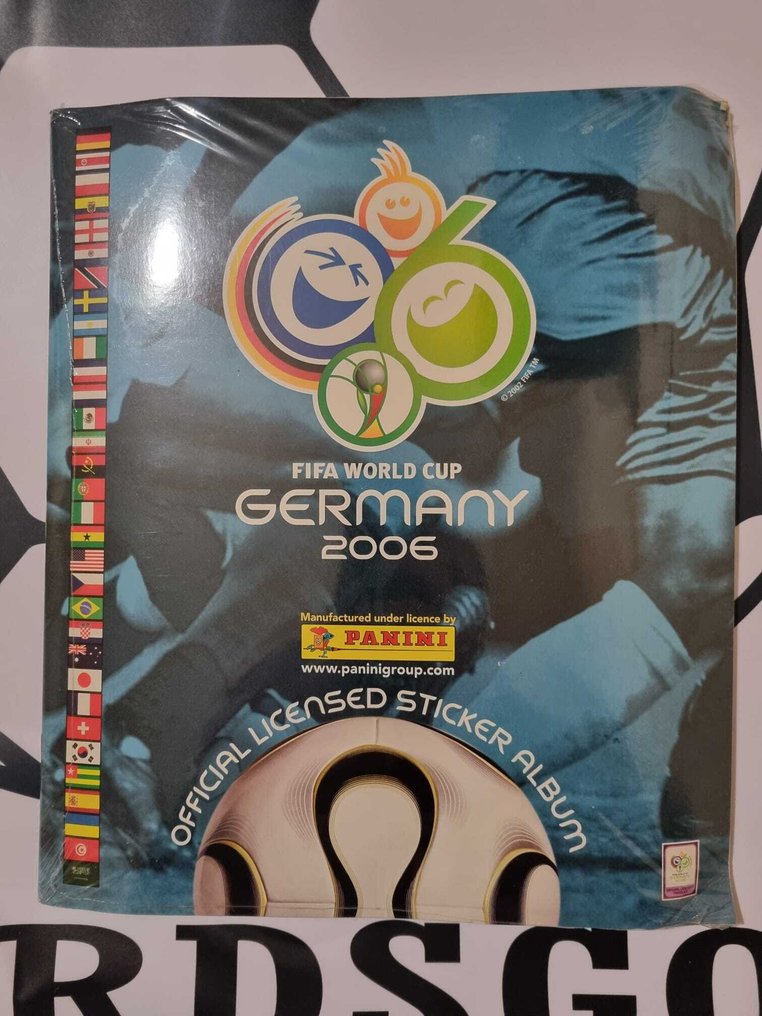 © 2002 FIFA TM
FIFA WORLD CUP
GERMANY
2006
Manufactured under licence by
PANINI
www.paninigroup.com
OFFICIAL LICENSED STICKER ALBUM
RDSGO